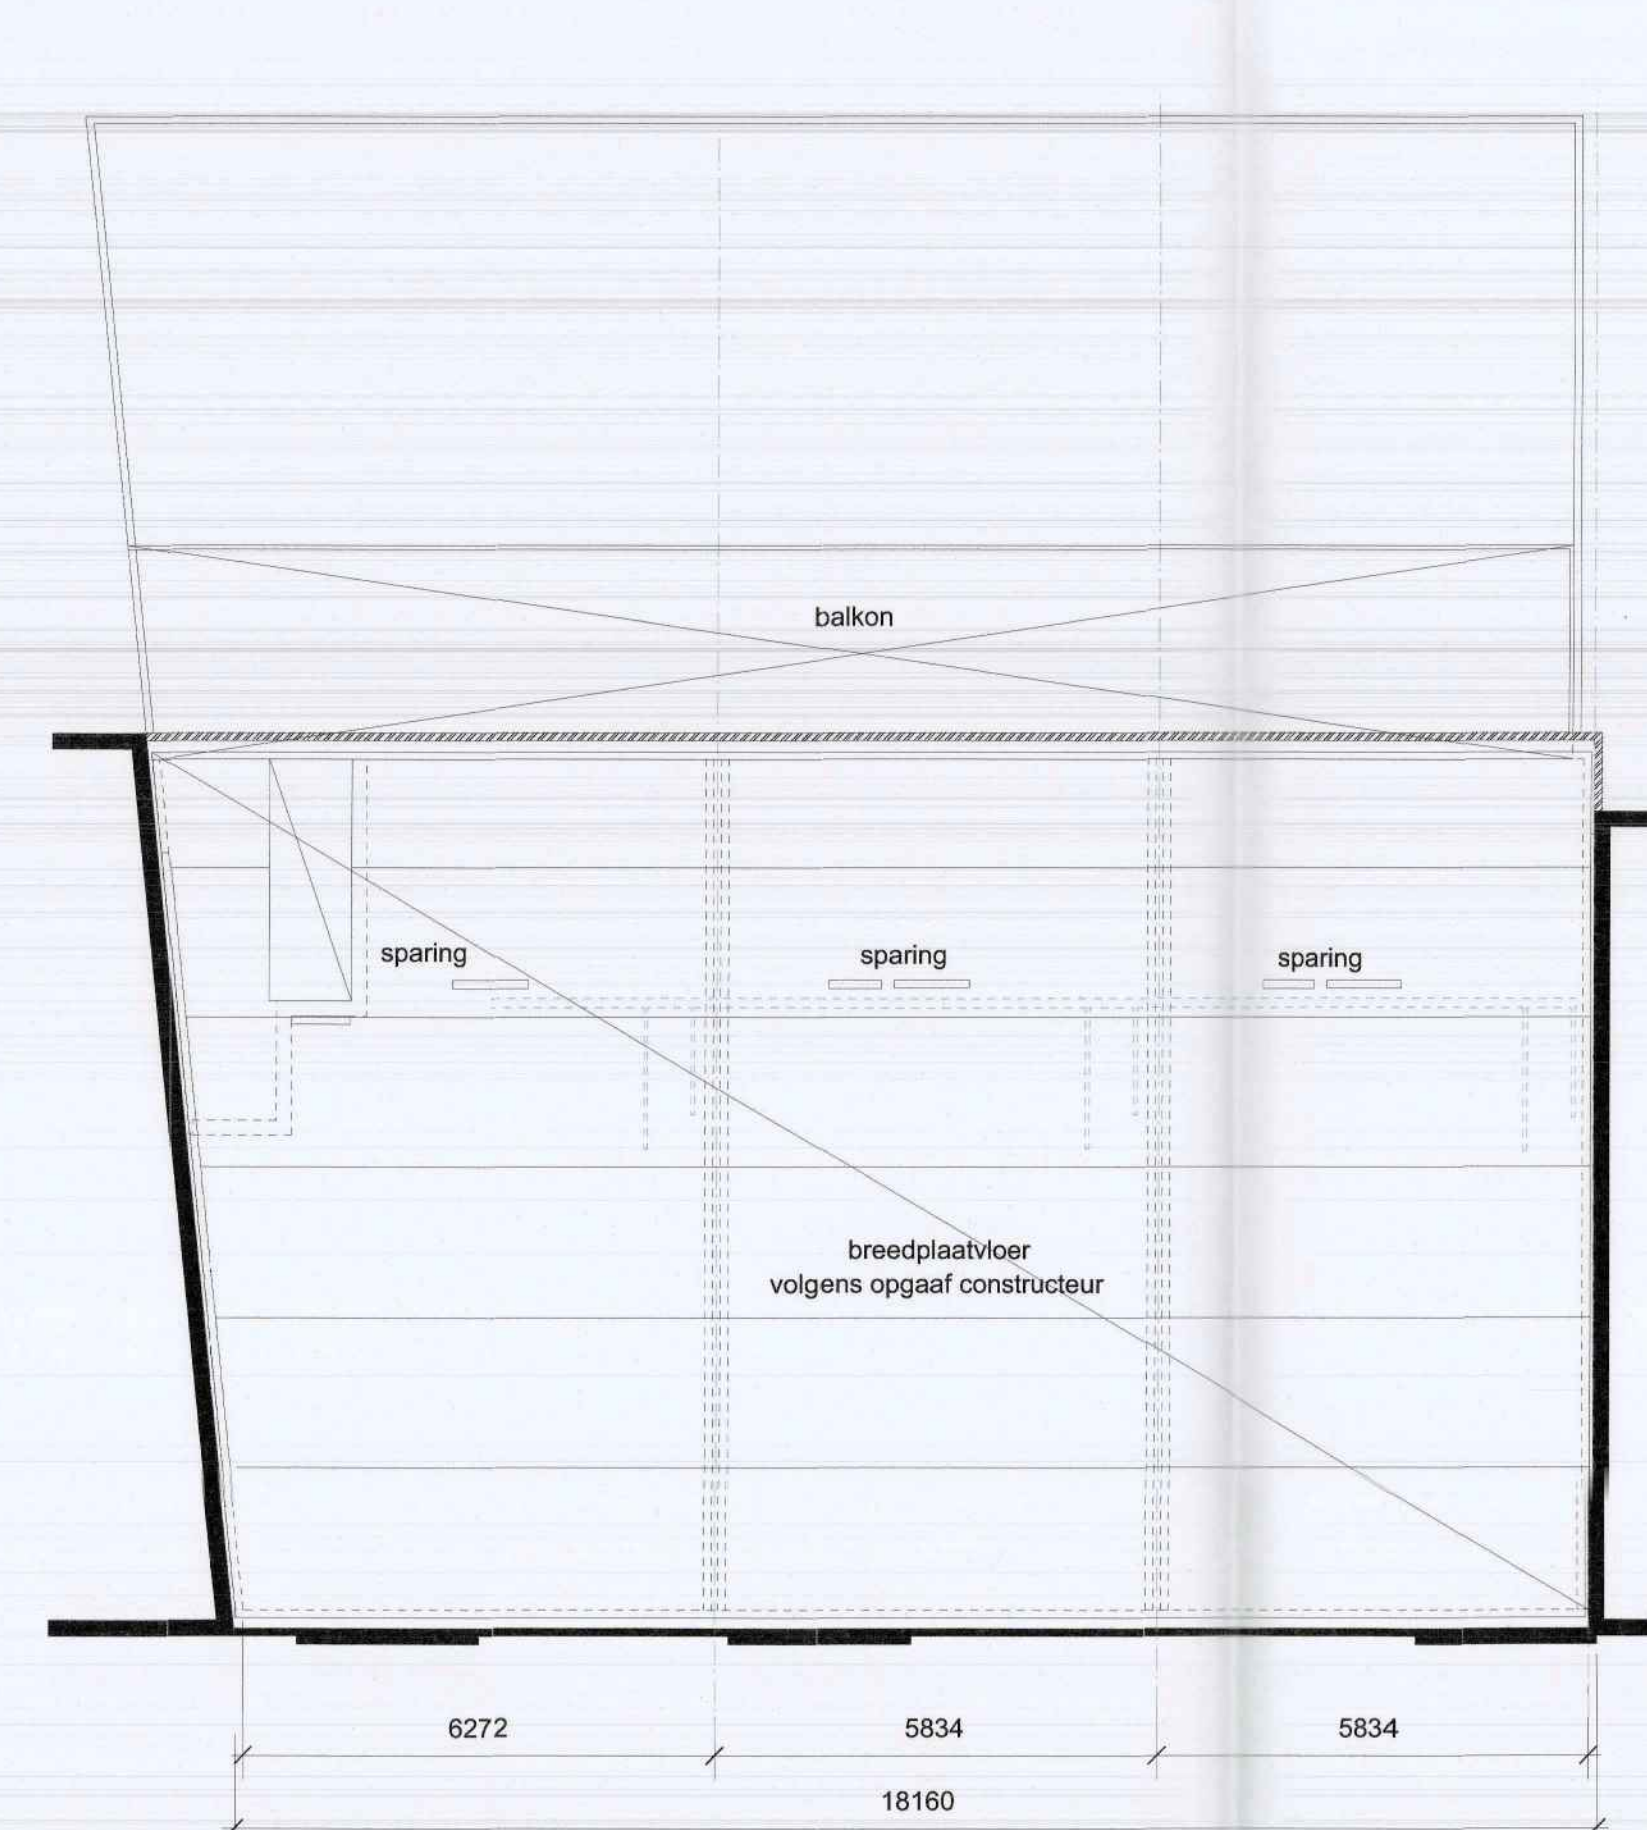 balkon
sparing
sparing
sparing
breedplaatvloer
volgens opgaaf constructeur
6272
5834
5834
18160